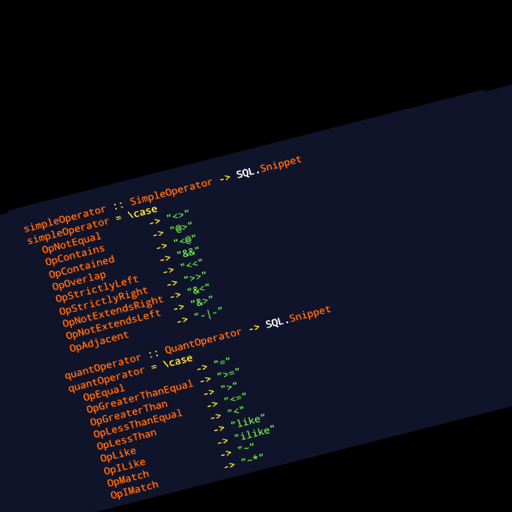 simpleOperator :: SimpleOperator -> SQL.Snippet
simpleOperator = \case
  OpNotEqual        -> "<>"
  OpContains        -> "@>"
  OpContained       -> "<@"
  OpOverlap         -> "&&"
  OpStrictlyLeft    -> "<<"
  OpStrictlyRight   -> ">>"
  OpNotExtendsRight -> "&<"
  OpNotExtendsLeft  -> "&>"
  OpAdjacent        -> "-|-"

quantOperator :: QuantOperator -> SQL.Snippet
quantOperator = \case
  OpEqual            -> "="
  OpGreaterThanEqual -> ">="
  OpGreaterThan      -> ">"
  OpLessThanEqual    -> "<="
  OpLessThan         -> "<"
  OpLike             -> "like"
  OpILike            -> "ilike"
  OpMatch            -> "~"
  OpIMatch           -> "~*"